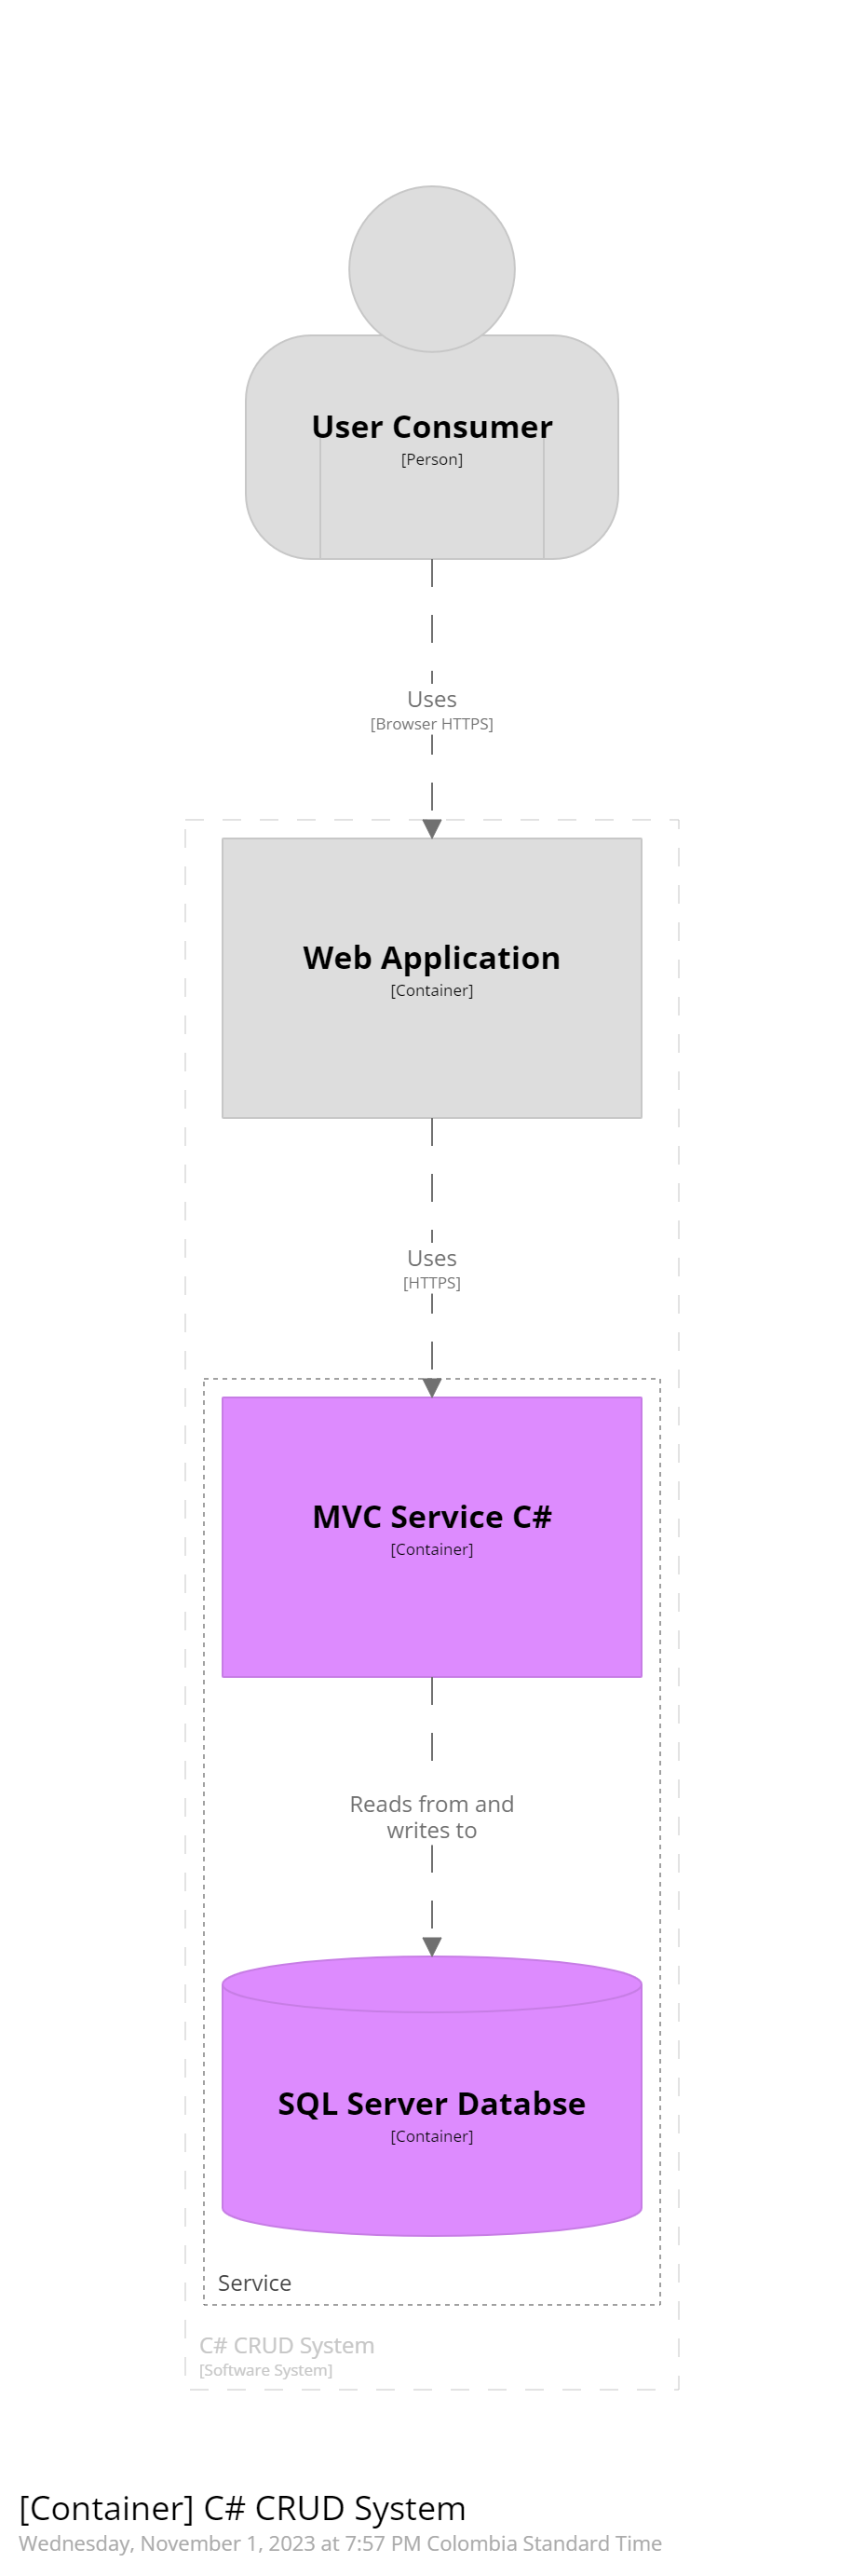 User Consumer
[Person]
Uses
[Browser HTTPS]
Web Application
[Container]
Uses
[HTTPS]
MVC Service C#
[Container]
Reads from and
writes to
SQL Server Databse
[Container]
Service
C# CRUD System
[Software System]
[Container] C# CRUD System
Wednesday, November 1, 2023 at 7:57 PM Colombia Standard Time